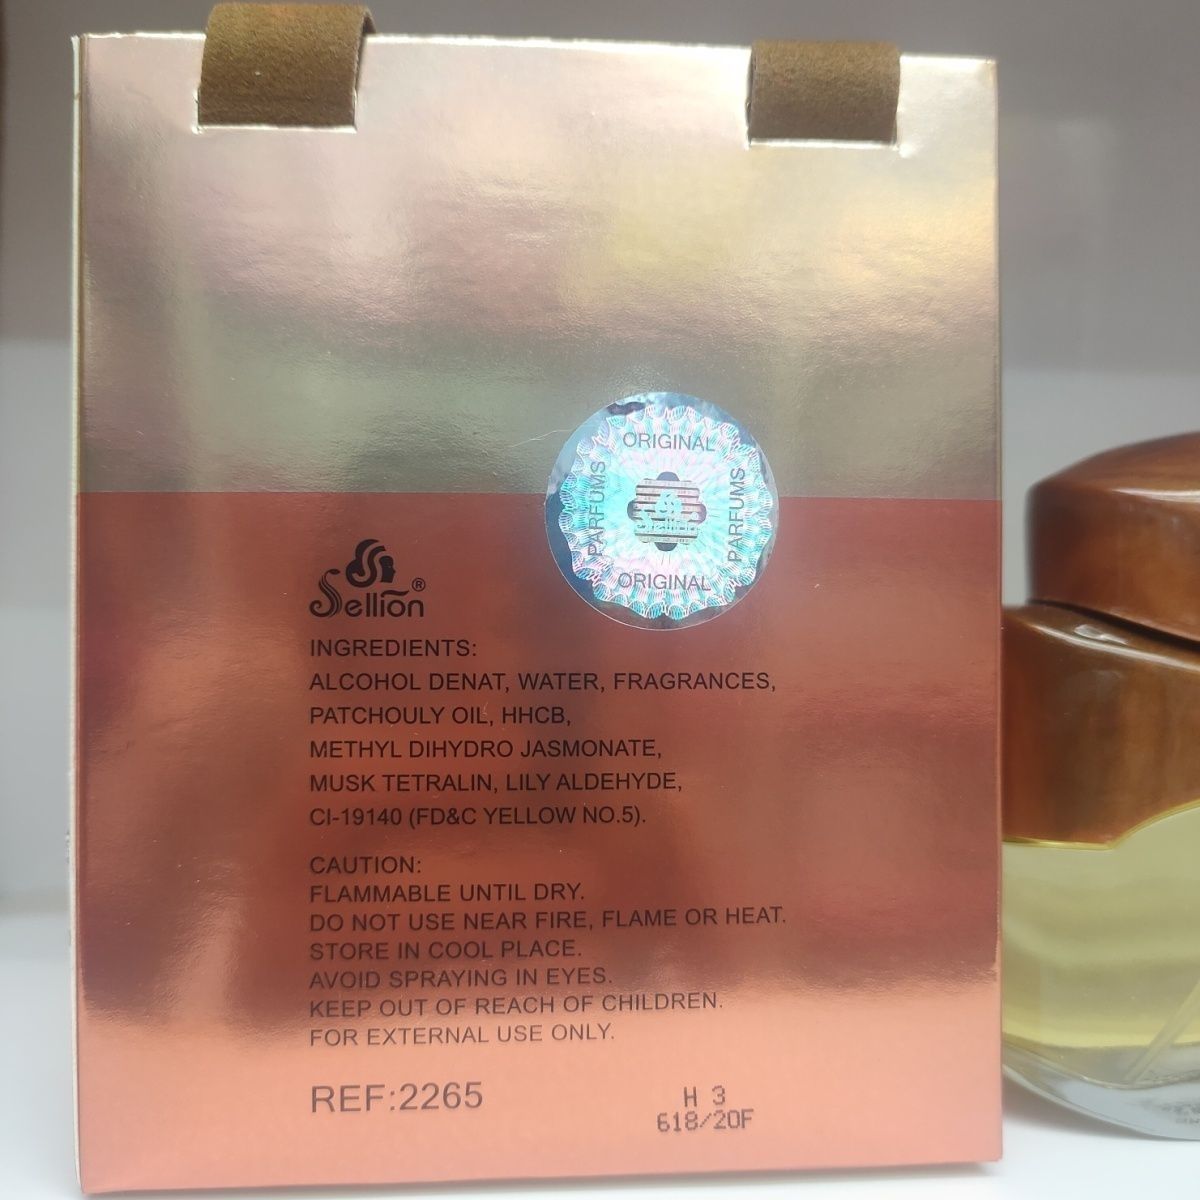 ORIGINAL
PARFUMS
PARFUMS
Sellion
ORIGINAL
Sellion®
INGREDIENTS:
ALCOHOL DENAT, WATER, FRAGRANCES,
PATCHOULY OIL, HHCB,
METHYL DIHYDRO JASMONATE,
MUSK TETRALIN, LILY ALDEHYDE,
CI-19140 (FD&C YELLOW NO.5).
CAUTION:
FLAMMABLE UNTIL DRY.
DO NOT USE NEAR FIRE, FLAME OR HEAT.
STORE IN COOL PLACE.
AVOID SPRAYING IN EYES.
KEEP OUT OF REACH OF CHILDREN.
FOR EXTERNAL USE ONLY.
REF:2265
H 3
618/20F